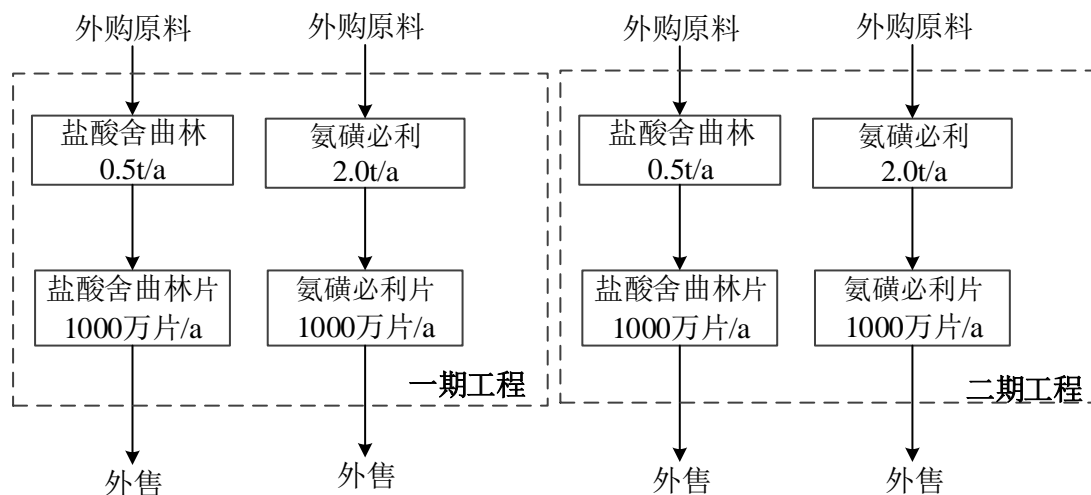 外购原料
外购原料
外购原料
外购原料
盐酸舍曲林
0.5t/a
氨磺必利
2.0t/a
盐酸舍曲林
0.5t/a
氨磺必利
2.0t/a
盐酸舍曲林片
1000万片/a
氨磺必利片
1000万片/a
盐酸舍曲林片
1000万片/a
氨磺必利片
1000万片/a
一期工程
二期工程
外售
外售
外售
外售